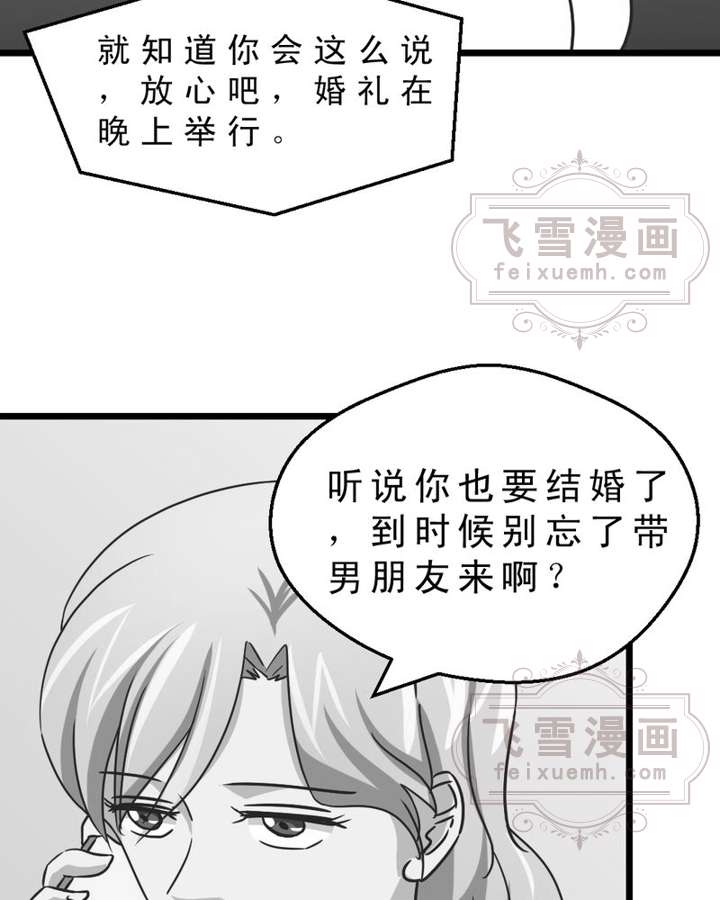 就知道你会这么说
，放心吧，婚礼在
晚上举行。
飞雪漫画
feixuemh.com
听说你也要结婚了
，到时候别忘了带
男朋友来啊？
飞雪漫画
feixuemh.com